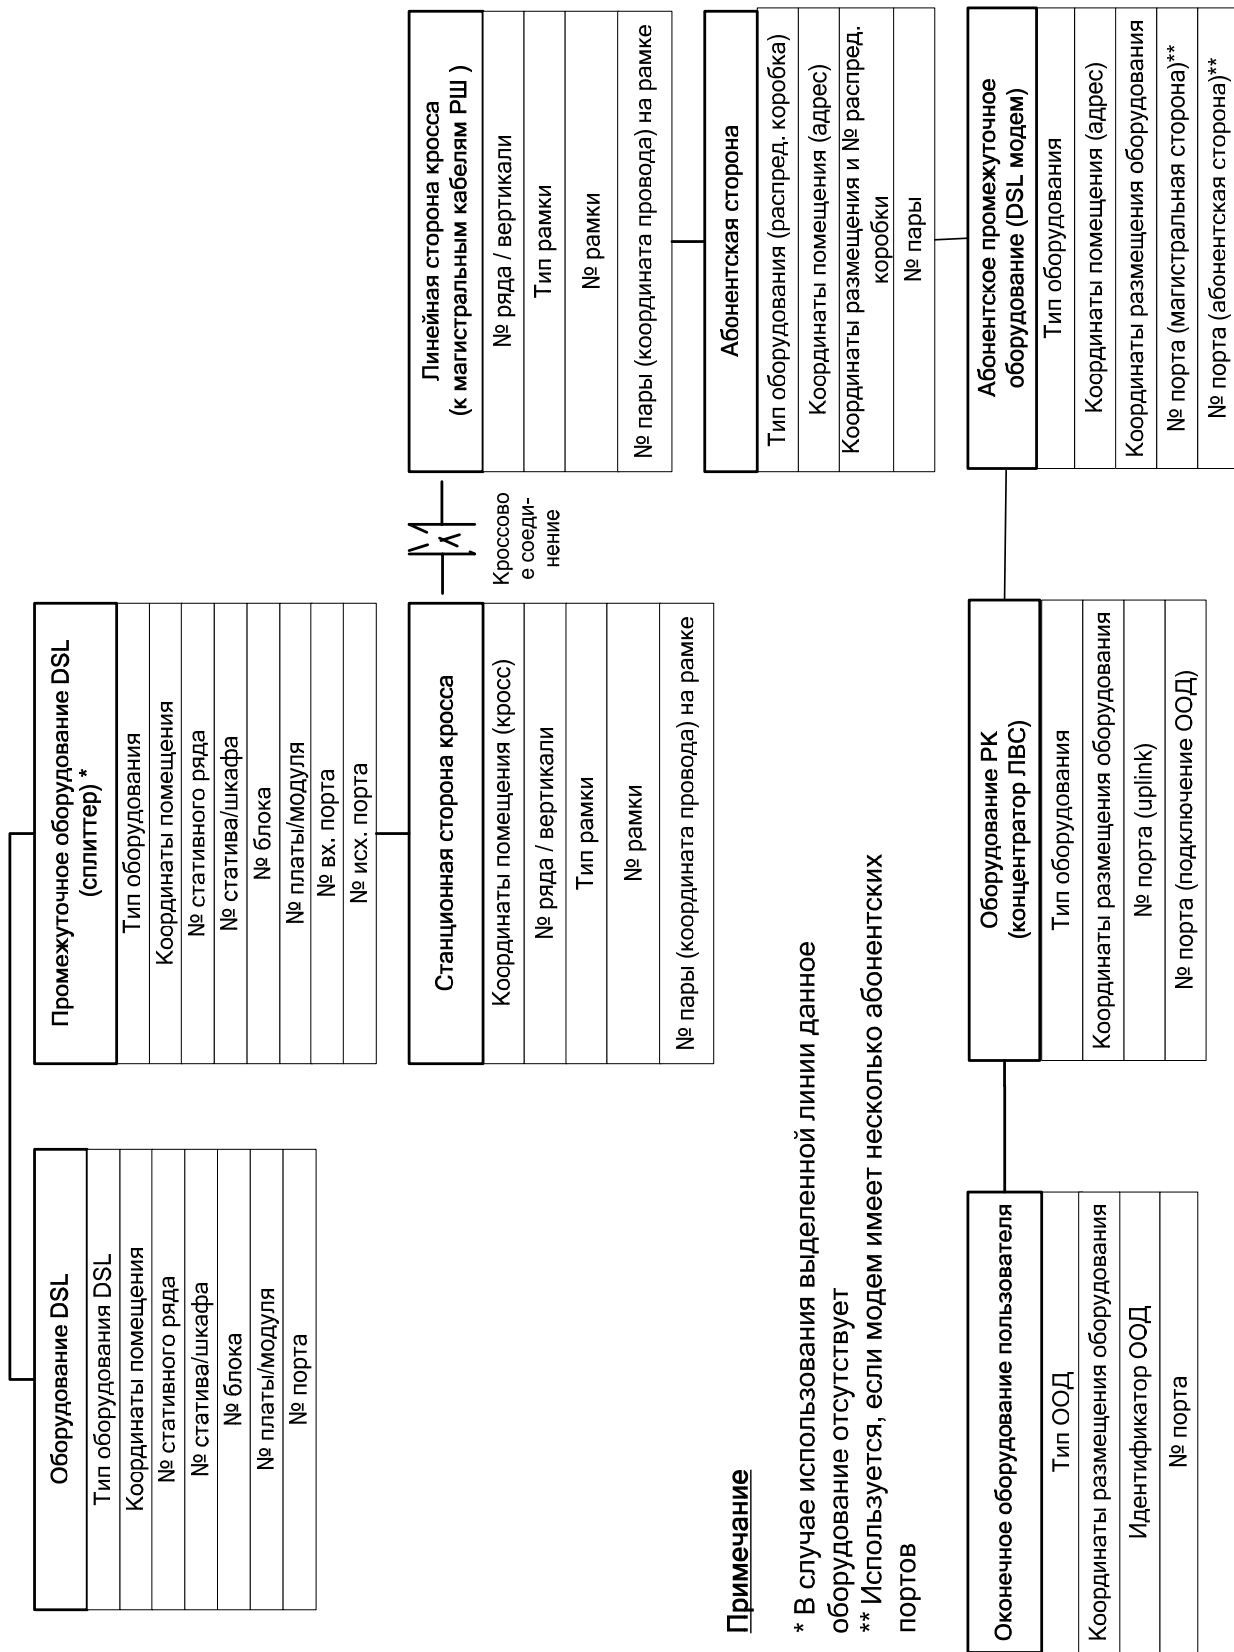 Оборудование DSL
Тип оборудования DSL
Координаты помещения
№ стативного ряда
№ статива/шкафа
№ блока
№ платы/модуля
№ порта
Промежуточное оборудование DSL
(сплиттер) *
Тип оборудования
Координаты помещения
№ стативного ряда
№ статива/шкафа
№ блока
№ платы/модуля
№ вх. порта
№ исх. порта
Станционная сторона кросса
Координаты помещения (кросс)
№ ряда / вертикали
Тип рамки
№ рамки
№ пары (координата провода) на рамке
Кроссово
е соеди-
нение
Линейная сторона кросса
(к магистральным кабелям РШ )
№ ряда / вертикали
Тип рамки
№ рамки
№ пары (координата провода) на рамке
Абонентская сторона
Тип оборудования (распред. коробка)
Координаты помещения (адрес)
Координаты размещения и № распред.
коробки
№ пары
Абонентское промежуточное
оборудование (DSL модем)
Тип оборудования
Координаты помещения (адрес)
Координаты размещения оборудования
№ порта (магистральная сторона)**
№ порта (абонентская сторона)**
Оборудование РК
(концентратор ЛВС)
Тип оборудования
Координаты размещения оборудования
№ порта (uplink)
№ порта (подключение ООД)
Оконечное оборудование пользователя
Тип ООД
Координаты размещения оборудования
Идентификатор ООД
№ порта
Примечание
* В случае использования выделенной линии данное
оборудование отсутствует
** Используется, если модем имеет несколько абонентских
портов